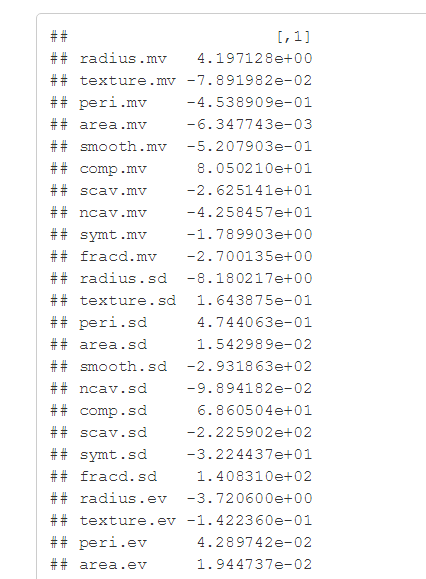 ##                     [,1]
## radius.mv   4.197128e+00
## texture.mv -7.891982e-02
## peri.mv    -4.538909e-01
## area.mv    -6.347743e-03
## smooth.mv  -5.207903e-01
## comp.mv     8.050210e+01
## scav.mv    -2.625141e+01
## ncav.mv    -4.258457e+01
## symt.mv    -1.789903e+00
## fracd.mv   -2.700135e+00
## radius.sd  -8.180217e+00
## texture.sd  1.643875e-01
## peri.sd     4.744063e-01
## area.sd     1.542989e-02
## smooth.sd  -2.931863e+02
## ncav.sd    -9.894182e-02
## comp.sd     6.860504e+01
## scav.sd    -2.225902e+02
## symt.sd    -3.224437e+01
## fracd.sd    1.408310e+02
## radius.ev  -3.720600e+00
## texture.ev -1.422360e-01
## peri.ev     4.289742e-02
## area.ev     1.944737e-02